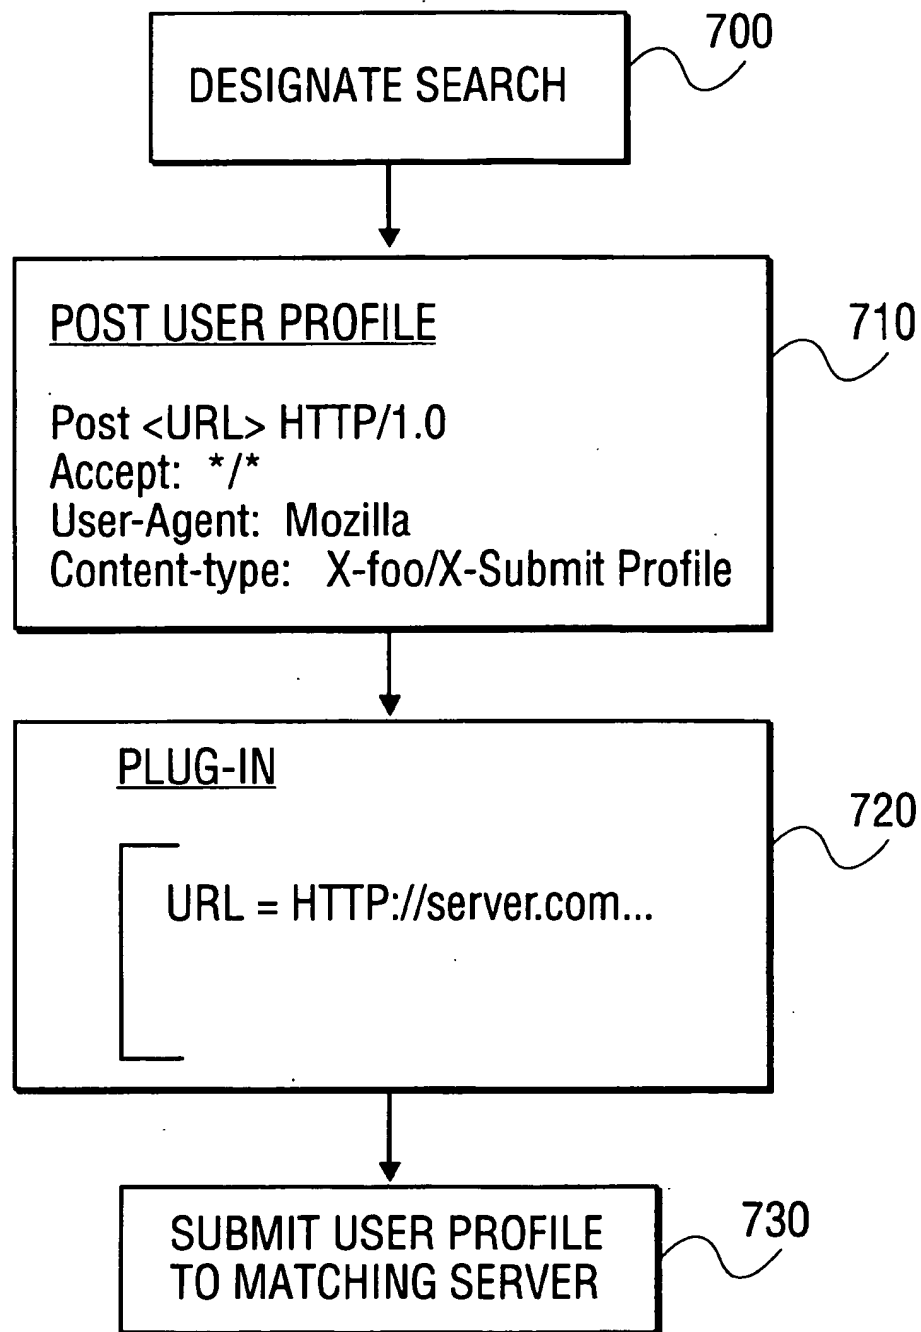 700
DESIGNATE SEARCH
POST USER PROFILE
710
Post <URL> HTTP/1.0
Accept: */*
User-Agent: Mozilla
Content-type: X-foo/X-Submit Profile
PLUG-IN
720
URL = HTTP://server.com...
730
SUBMIT USER PROFILE
TO MATCHING SERVER